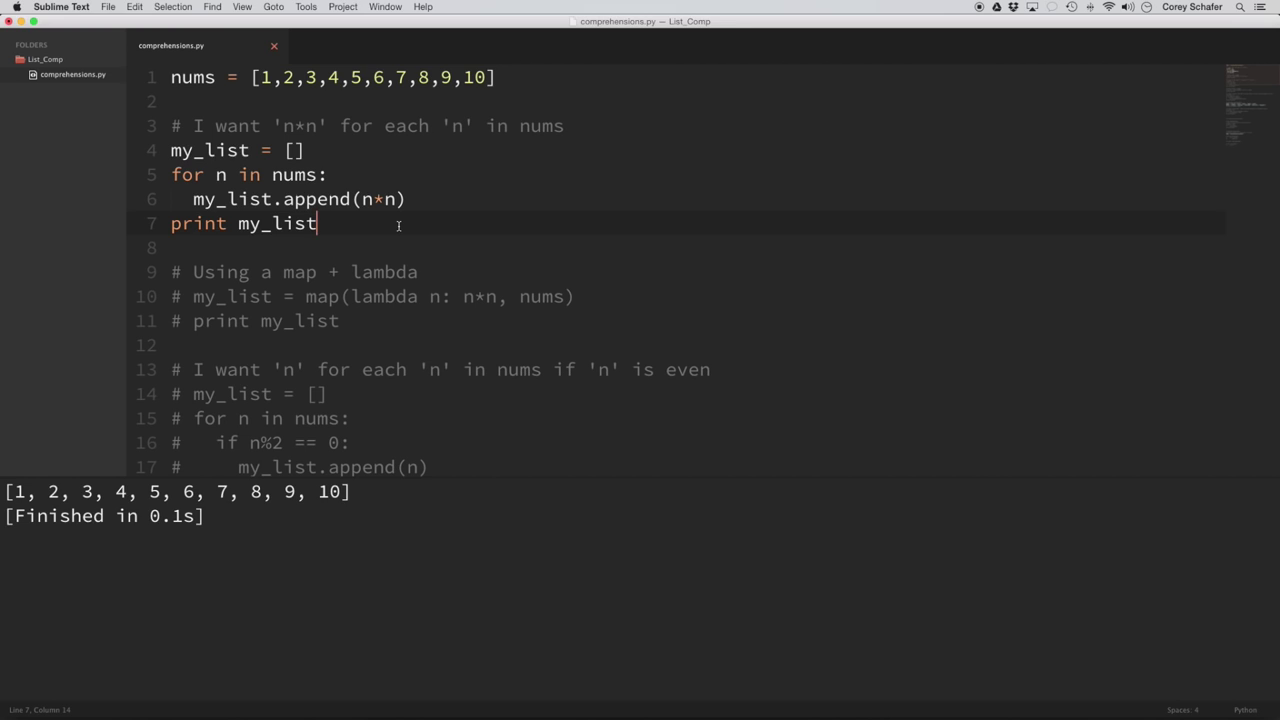 Sublime Text File Edit Selection Find View Goto Tools Project Window Help Corey Schafer
comprehensions.py — List_Comp
FOLDERS
List_Comp
comprehensions.py
comprehensions.py
1 nums = [1,2,3,4,5,6,7,8,9,10]
2
3 # I want 'n*n' for each 'n' in nums
4 my_list = []
5 for n in nums:
6 my_list.append(n*n)
7 print my_list
8
9 # Using a map + lambda
10 # my_list = map(lambda n: n*n, nums)
11 # print my_list
12
13 # I want 'n' for each 'n' in nums if 'n' is even
14 # my_list = []
15 # for n in nums:
16 # if n%2 == 0:
17 # my_list.append(n)
[1, 2, 3, 4, 5, 6, 7, 8, 9, 10]
[Finished in 0.1s]
Line 7, Column 14 Spaces: 4 Python